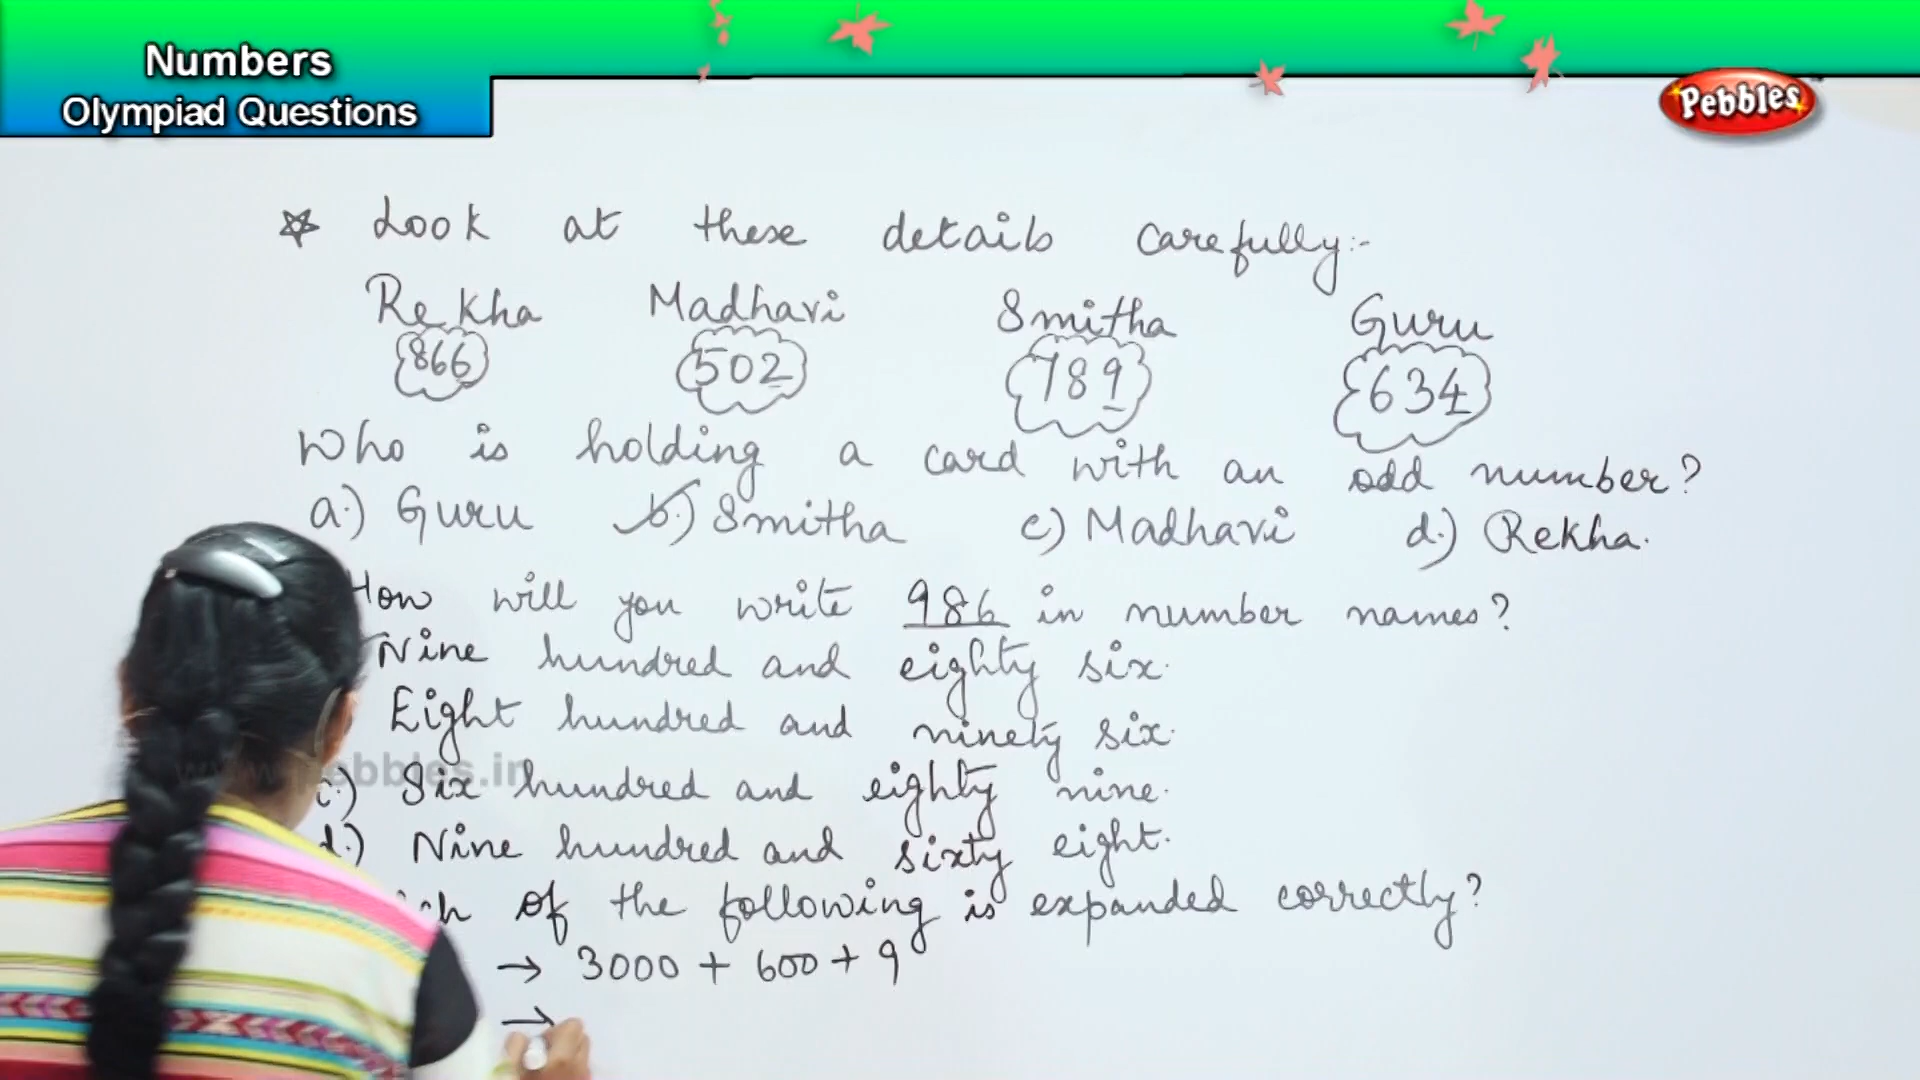 Numbers
Olympiad Questions
Pebbles
☆ Look at these details carefully:-
Rekha Madhavi Smitha Guru
866 502 789 634
Who is holding a card with an odd number?
a.) Guru b.) Smitha c) Madhavi d.) Rekha.
How will you write 986 in number names?
Nine hundred and eighty six.
Eight hundred and ninety six.
c.) Six hundred and eighty nine.
d.) Nine hundred and sixty eight.
of the following is expanded correctly?
→ 3000 + 600 + 9
→